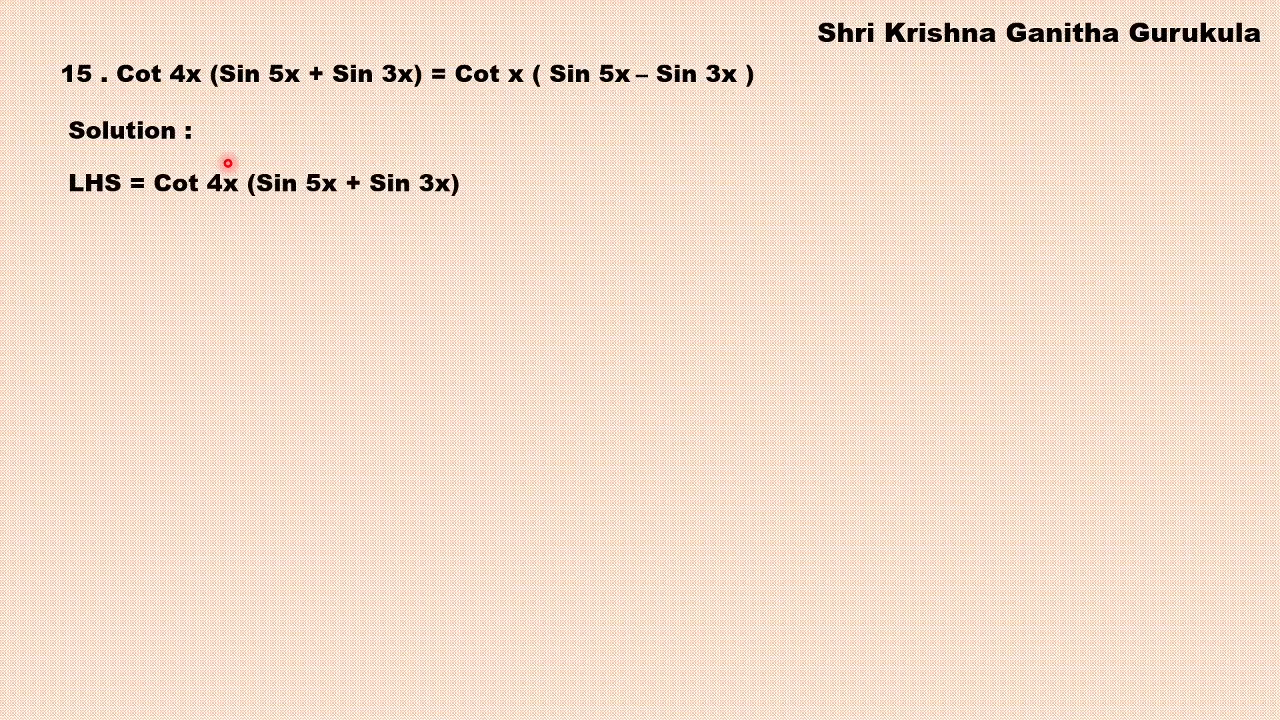 Shri Krishna Ganitha Gurukula
15 . Cot 4x (Sin 5x + Sin 3x) = Cot x ( Sin 5x – Sin 3x )
Solution :
LHS = Cot 4x (Sin 5x + Sin 3x)